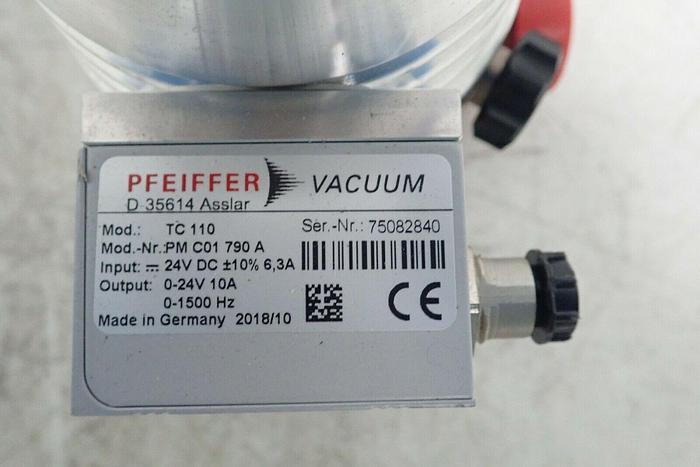 PFEIFFER VACUUM
D-35614 Asslar
Mod.: TC 110 Ser.-Nr.: 75082840
Mod.-Nr.: PM C01 790 A
Input: ⎓ 24V DC ±10% 6,3A
Output: 0-24V 10A
0-1500 Hz
Made in Germany 2018/10 CE